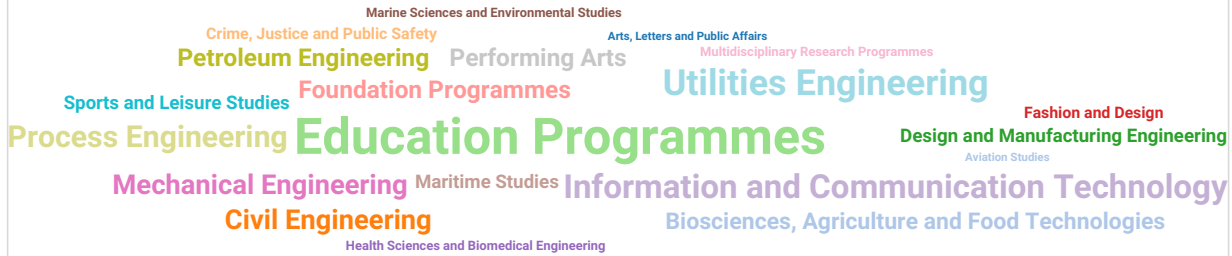 Marine Sciences and Environmental Studies
Crime, Justice and Public Safety
Arts, Letters and Public Affairs
Petroleum Engineering
Performing Arts
Multidisciplinary Research Programmes
Foundation Programmes
Utilities Engineering
Sports and Leisure Studies
Fashion and Design
Process Engineering
Education Programmes
Design and Manufacturing Engineering
Aviation Studies
Mechanical Engineering
Maritime Studies
Information and Communication Technology
Civil Engineering
Biosciences, Agriculture and Food Technologies
Health Sciences and Biomedical Engineering